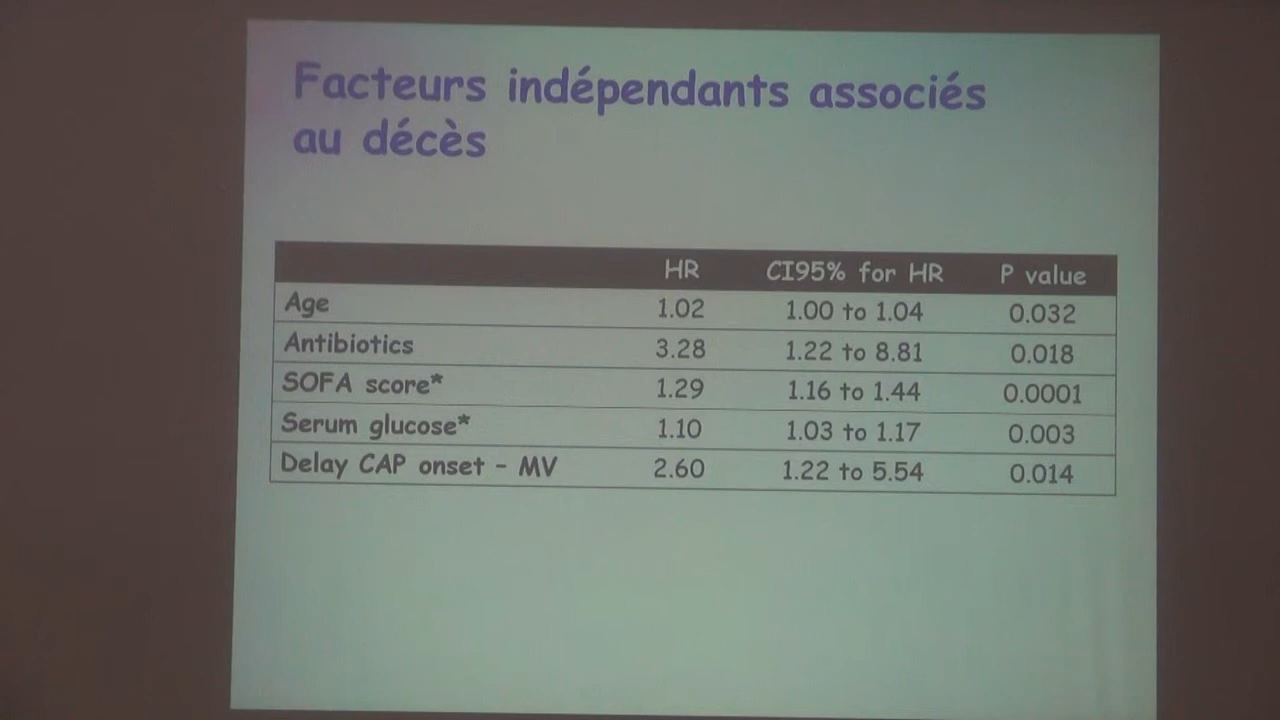 Facteurs indépendants associés
au décès
HR CI95% for HR P value
Age 1.02 1.00 to 1.04 0.032
Antibiotics 3.28 1.22 to 8.81 0.018
SOFA score* 1.29 1.16 to 1.44 0.0001
Serum glucose* 1.10 1.03 to 1.17 0.003
Delay CAP onset - MV 2.60 1.22 to 5.54 0.014